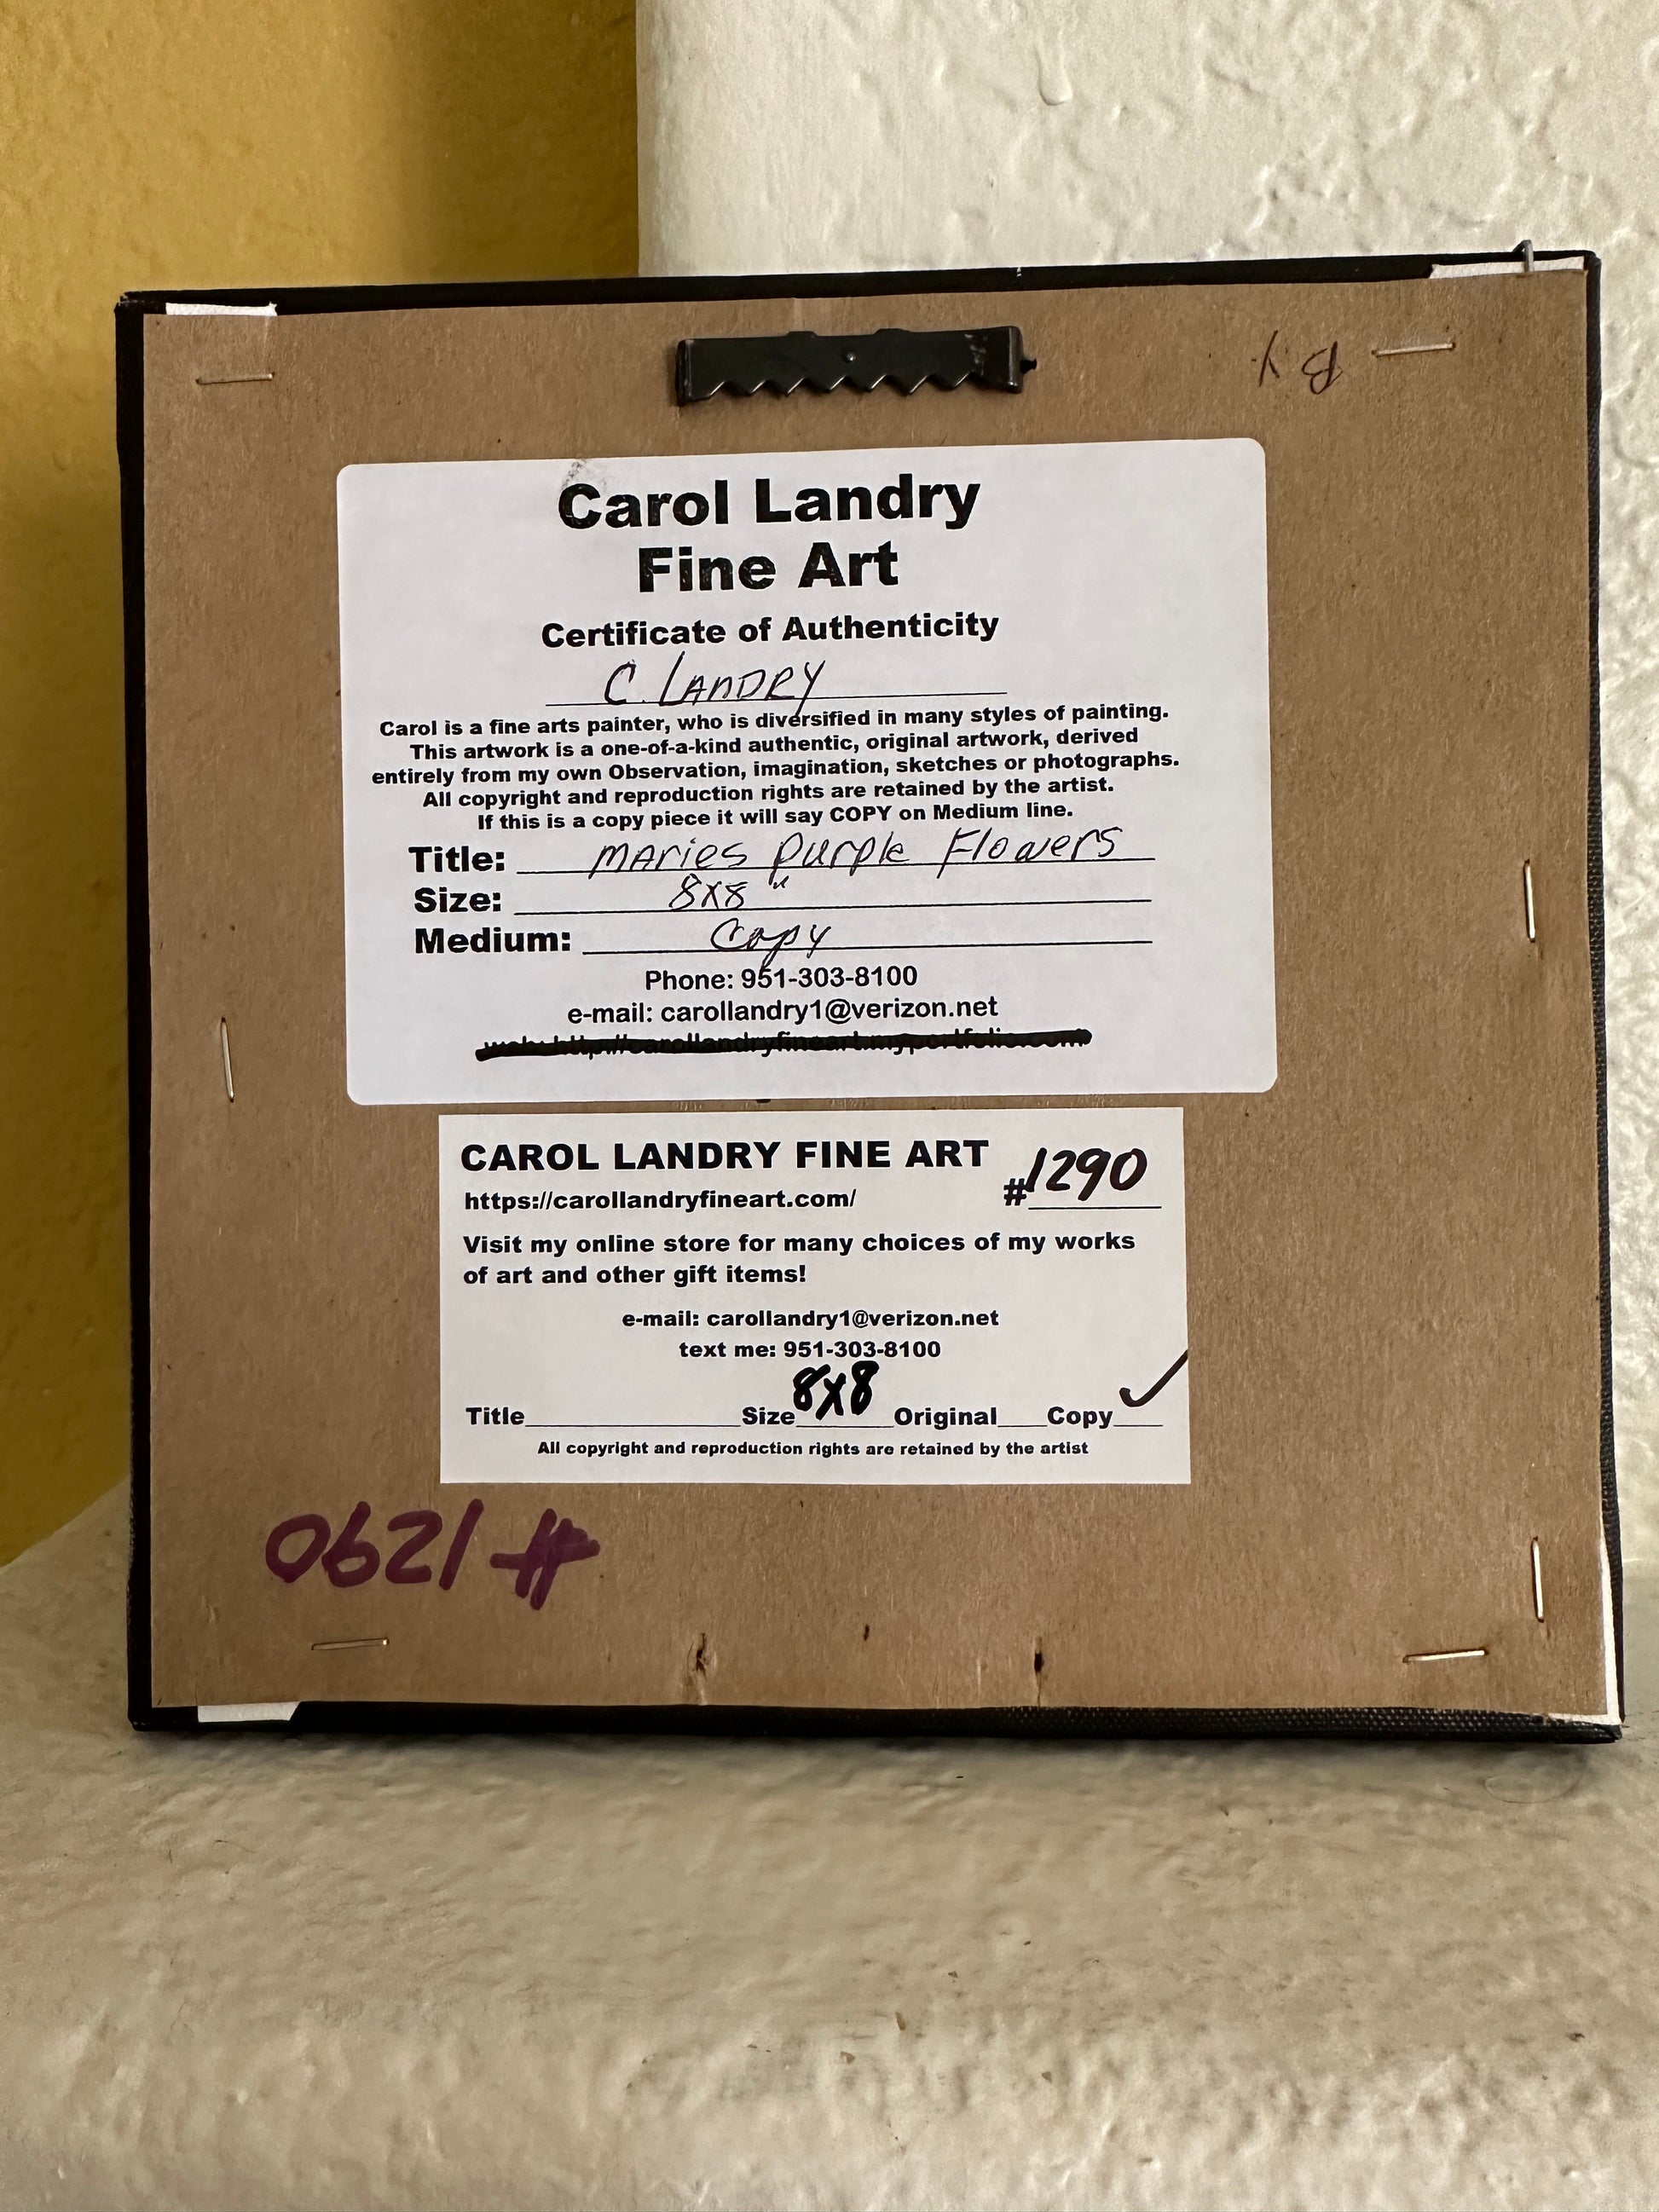 By
Carol Landry
Fine Art
Certificate of Authenticity
C. LANDRY
Carol is a fine arts painter, who is diversified in many styles of painting.
This artwork is a one-of-a-kind authentic, original artwork, derived
entirely from my own Observation, imagination, sketches or photographs.
All copyright and reproduction rights are retained by the artist.
If this is a copy piece it will say COPY on Medium line.
Title: MARies purple Flowers
Size: 8x8"
Medium: Copy
Phone: 951-303-8100
e-mail: carollandry1@verizon.net
web: http://carollandryfineart.myportfolio.com
CAROL LANDRY FINE ART #1290
https://carollandryfineart.com/
Visit my online store for many choices of my works
of art and other gift items!
e-mail: carollandry1@verizon.net
text me: 951-303-8100
Title Size 8x8 Original Copy ✓
All copyright and reproduction rights are retained by the artist
#1290